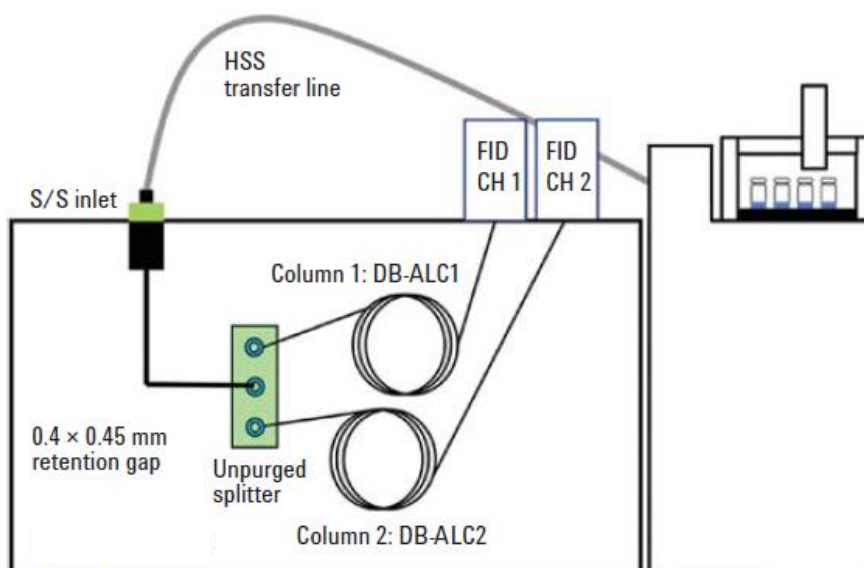 HSS
transfer line
FID
CH 1
FID
CH 2
S/S inlet
Column 1: DB-ALC1
0.4 × 0.45 mm
retention gap
Unpurged
splitter
Column 2: DB-ALC2